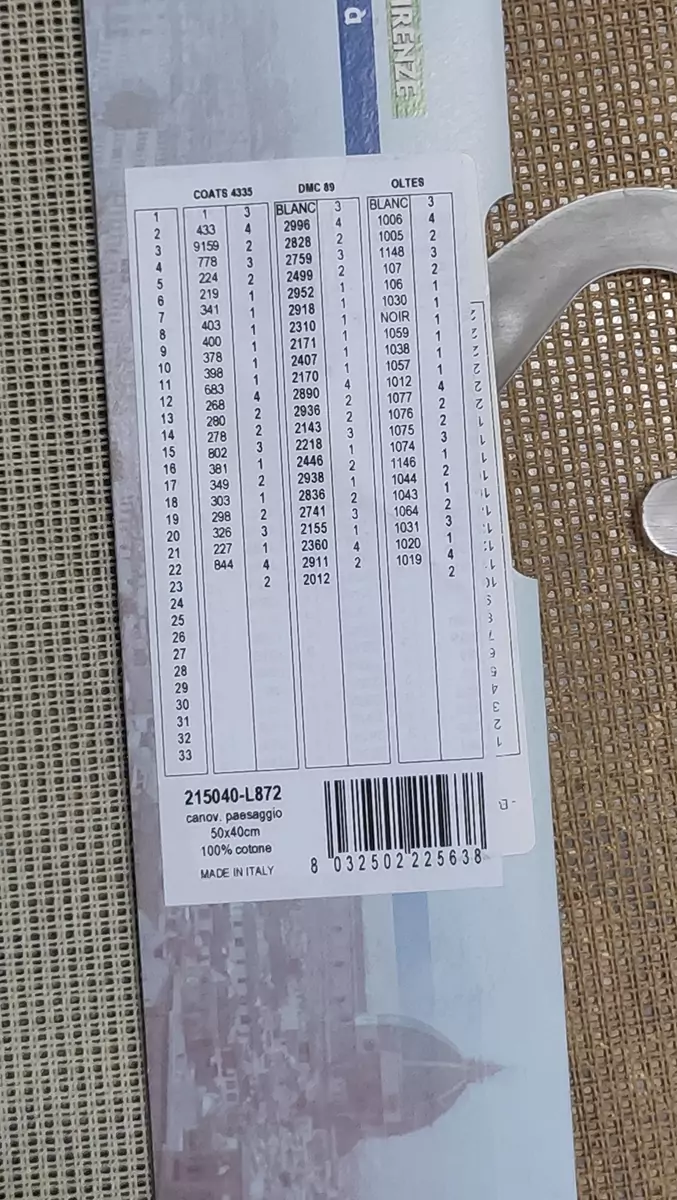 IRENZE
à
COATS 4335 DMC 89 OLTES
1 1 3 BLANC 3 BLANC 3
2 433 4 2996 4 1006 4
3 9159 2 2828 2 1005 2
4 778 3 2759 3 1148 3
5 224 2 2499 2 107 2
6 219 1 2952 1 106 1
7 341 1 2918 1 1030 1
8 403 1 2310 1 NOIR 1
9 400 1 2171 1 1059 1
10 378 1 2407 1 1038 1
11 398 1 2170 1 1057 1
12 683 4 2890 4 1012 4
13 268 2 2936 2 1077 2
14 280 2 2143 2 1076 2
15 278 3 2218 3 1075 3
16 802 1 2446 1 1074 1
17 381 2 2938 2 1146 2
18 349 1 2836 1 1044 1
19 303 2 2741 2 1043 2
20 298 3 2155 3 1064 3
21 326 1 2360 1 1031 1
22 227 4 2911 4 1020 4
23 844 2 2012 2 1019 2
24
25
26
27
28
29
30
31
32
33
215040-L872
canov. paesaggio
50x40cm
100% cotone
MADE IN ITALY
8 032502 225638